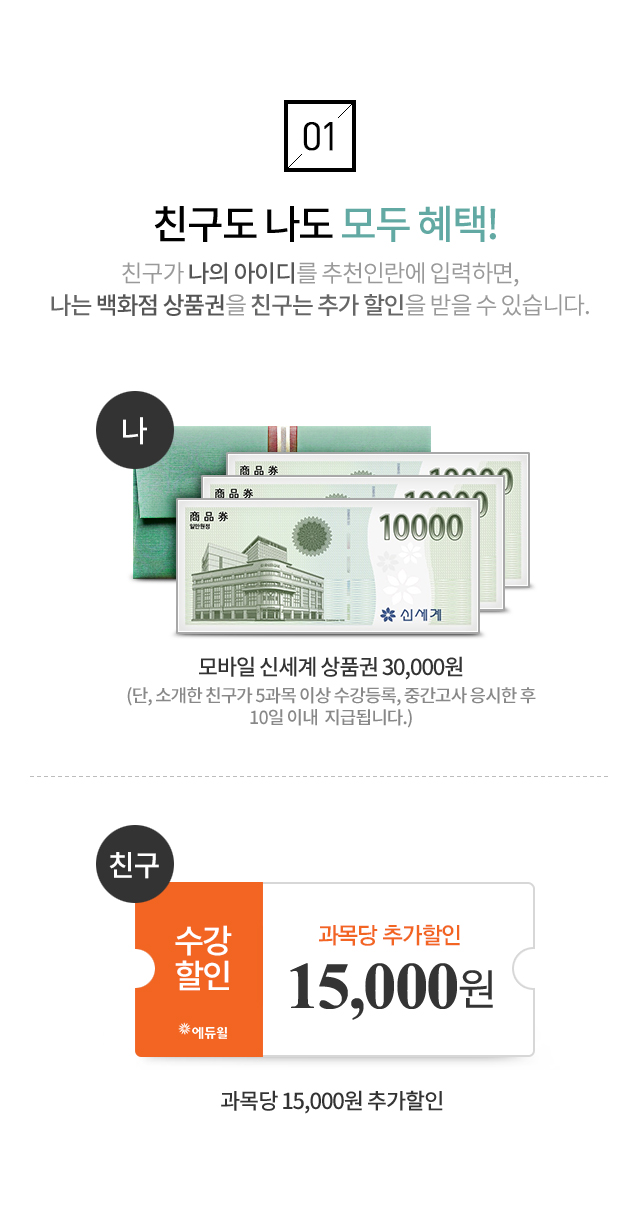 01
친구도 나도 모두 혜택!
친구가 나의 아이디를 추천인란에 입력하면,
나는 백화점 상품권을 친구는 추가 할인을 받을 수 있습니다.
나
商品券
10000
商品券
10000
商品券
일만원정
10000
신세계
모바일 신세계 상품권 30,000원
(단, 소개한 친구가 5과목 이상 수강등록, 중간고사 응시한 후
10일 이내 지급됩니다.)
친구
수강
할인
에듀윌
과목당 추가할인
15,000원
과목당 15,000원 추가할인